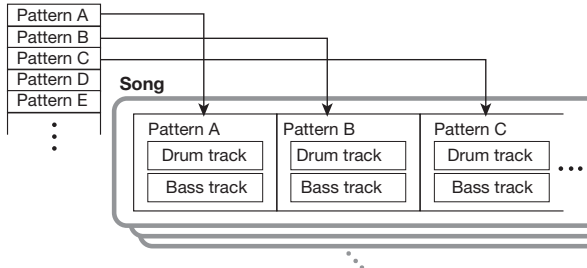 Pattern A
Pattern B
Pattern C
Pattern D
Pattern E
Song
Pattern A
Drum track
Bass track
Pattern B
Drum track
Bass track
Pattern C
Drum track
Bass track